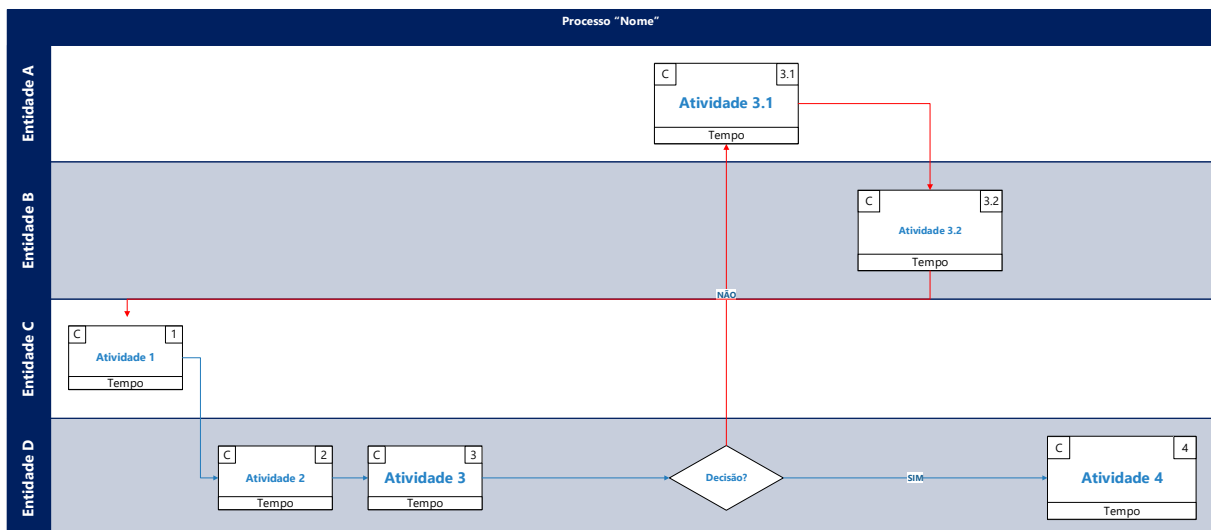 Processo “Nome”
Entidade A
C
3.1
Atividade 3.1
Tempo
Entidade B
C
3.2
Atividade 3.2
Tempo
NÃO
Entidade C
C
1
Atividade 1
Tempo
Entidade D
C
2
Atividade 2
Tempo
C
3
Atividade 3
Tempo
Decisão?
SIM
C
4
Atividade 4
Tempo